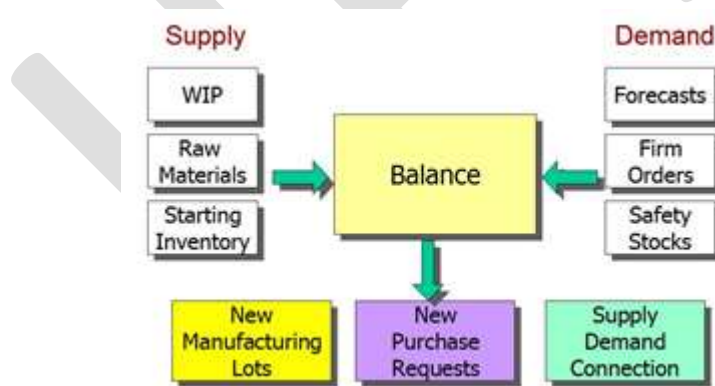 Supply
Demand
WIP
Forecasts
Raw
Materials
Balance
Firm
Orders
Starting
Inventory
Safety
Stocks
New
Manufacturing
Lots
New
Purchase
Requests
Supply
Demand
Connection